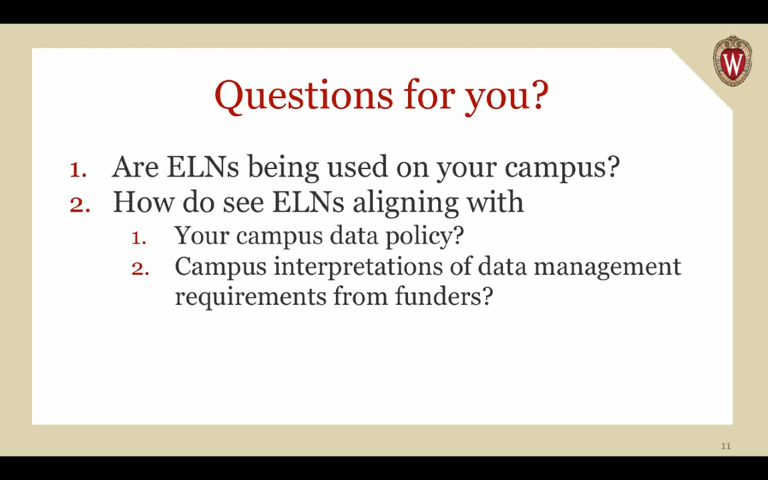 W
Questions for you?
1. Are ELNs being used on your campus?
2. How do see ELNs aligning with
1. Your campus data policy?
2. Campus interpretations of data management
requirements from funders?
11